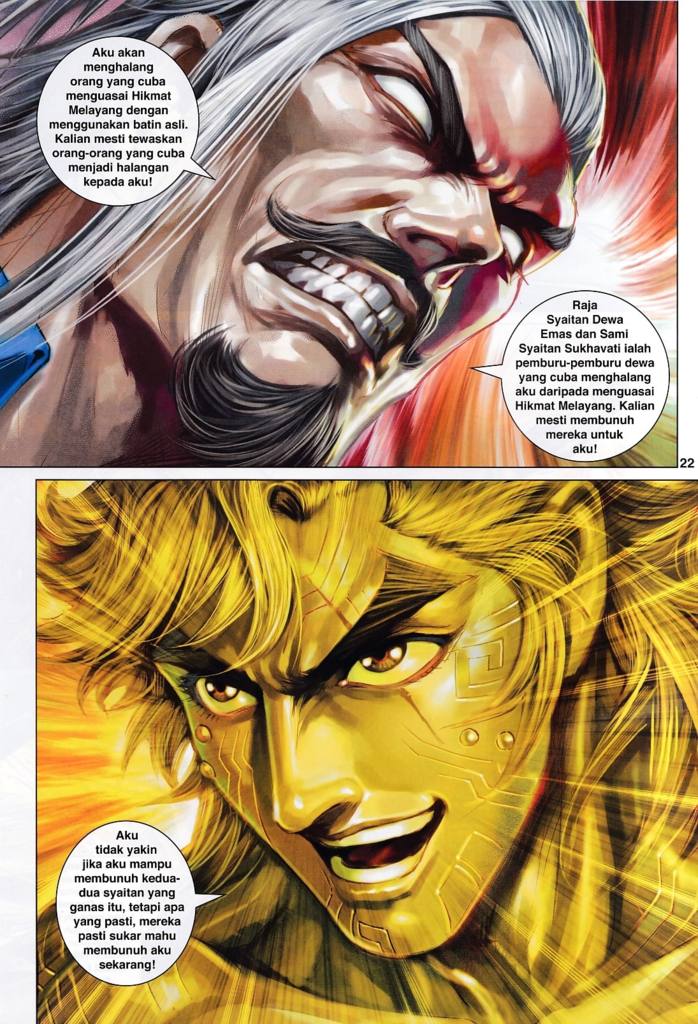 Aku akan
menghalang
orang yang cuba
menguasai Hikmat
Melayang dengan
menggunakan batin asli.
Kalian mesti tewaskan
orang-orang yang cuba
menjadi halangan
kepada aku!
Raja
Syaitan Dewa
Emas dan Sami
Syaitan Sukhavati ialah
pemburu-pemburu dewa
yang cuba menghalang
aku daripada menguasai
Hikmat Melayang. Kalian
mesti membunuh
mereka untuk
aku!
22
Aku
tidak yakin
jika aku mampu
membunuh kedua-
dua syaitan yang
ganas itu, tetapi apa
yang pasti, mereka
pasti sukar mahu
membunuh aku
sekarang!